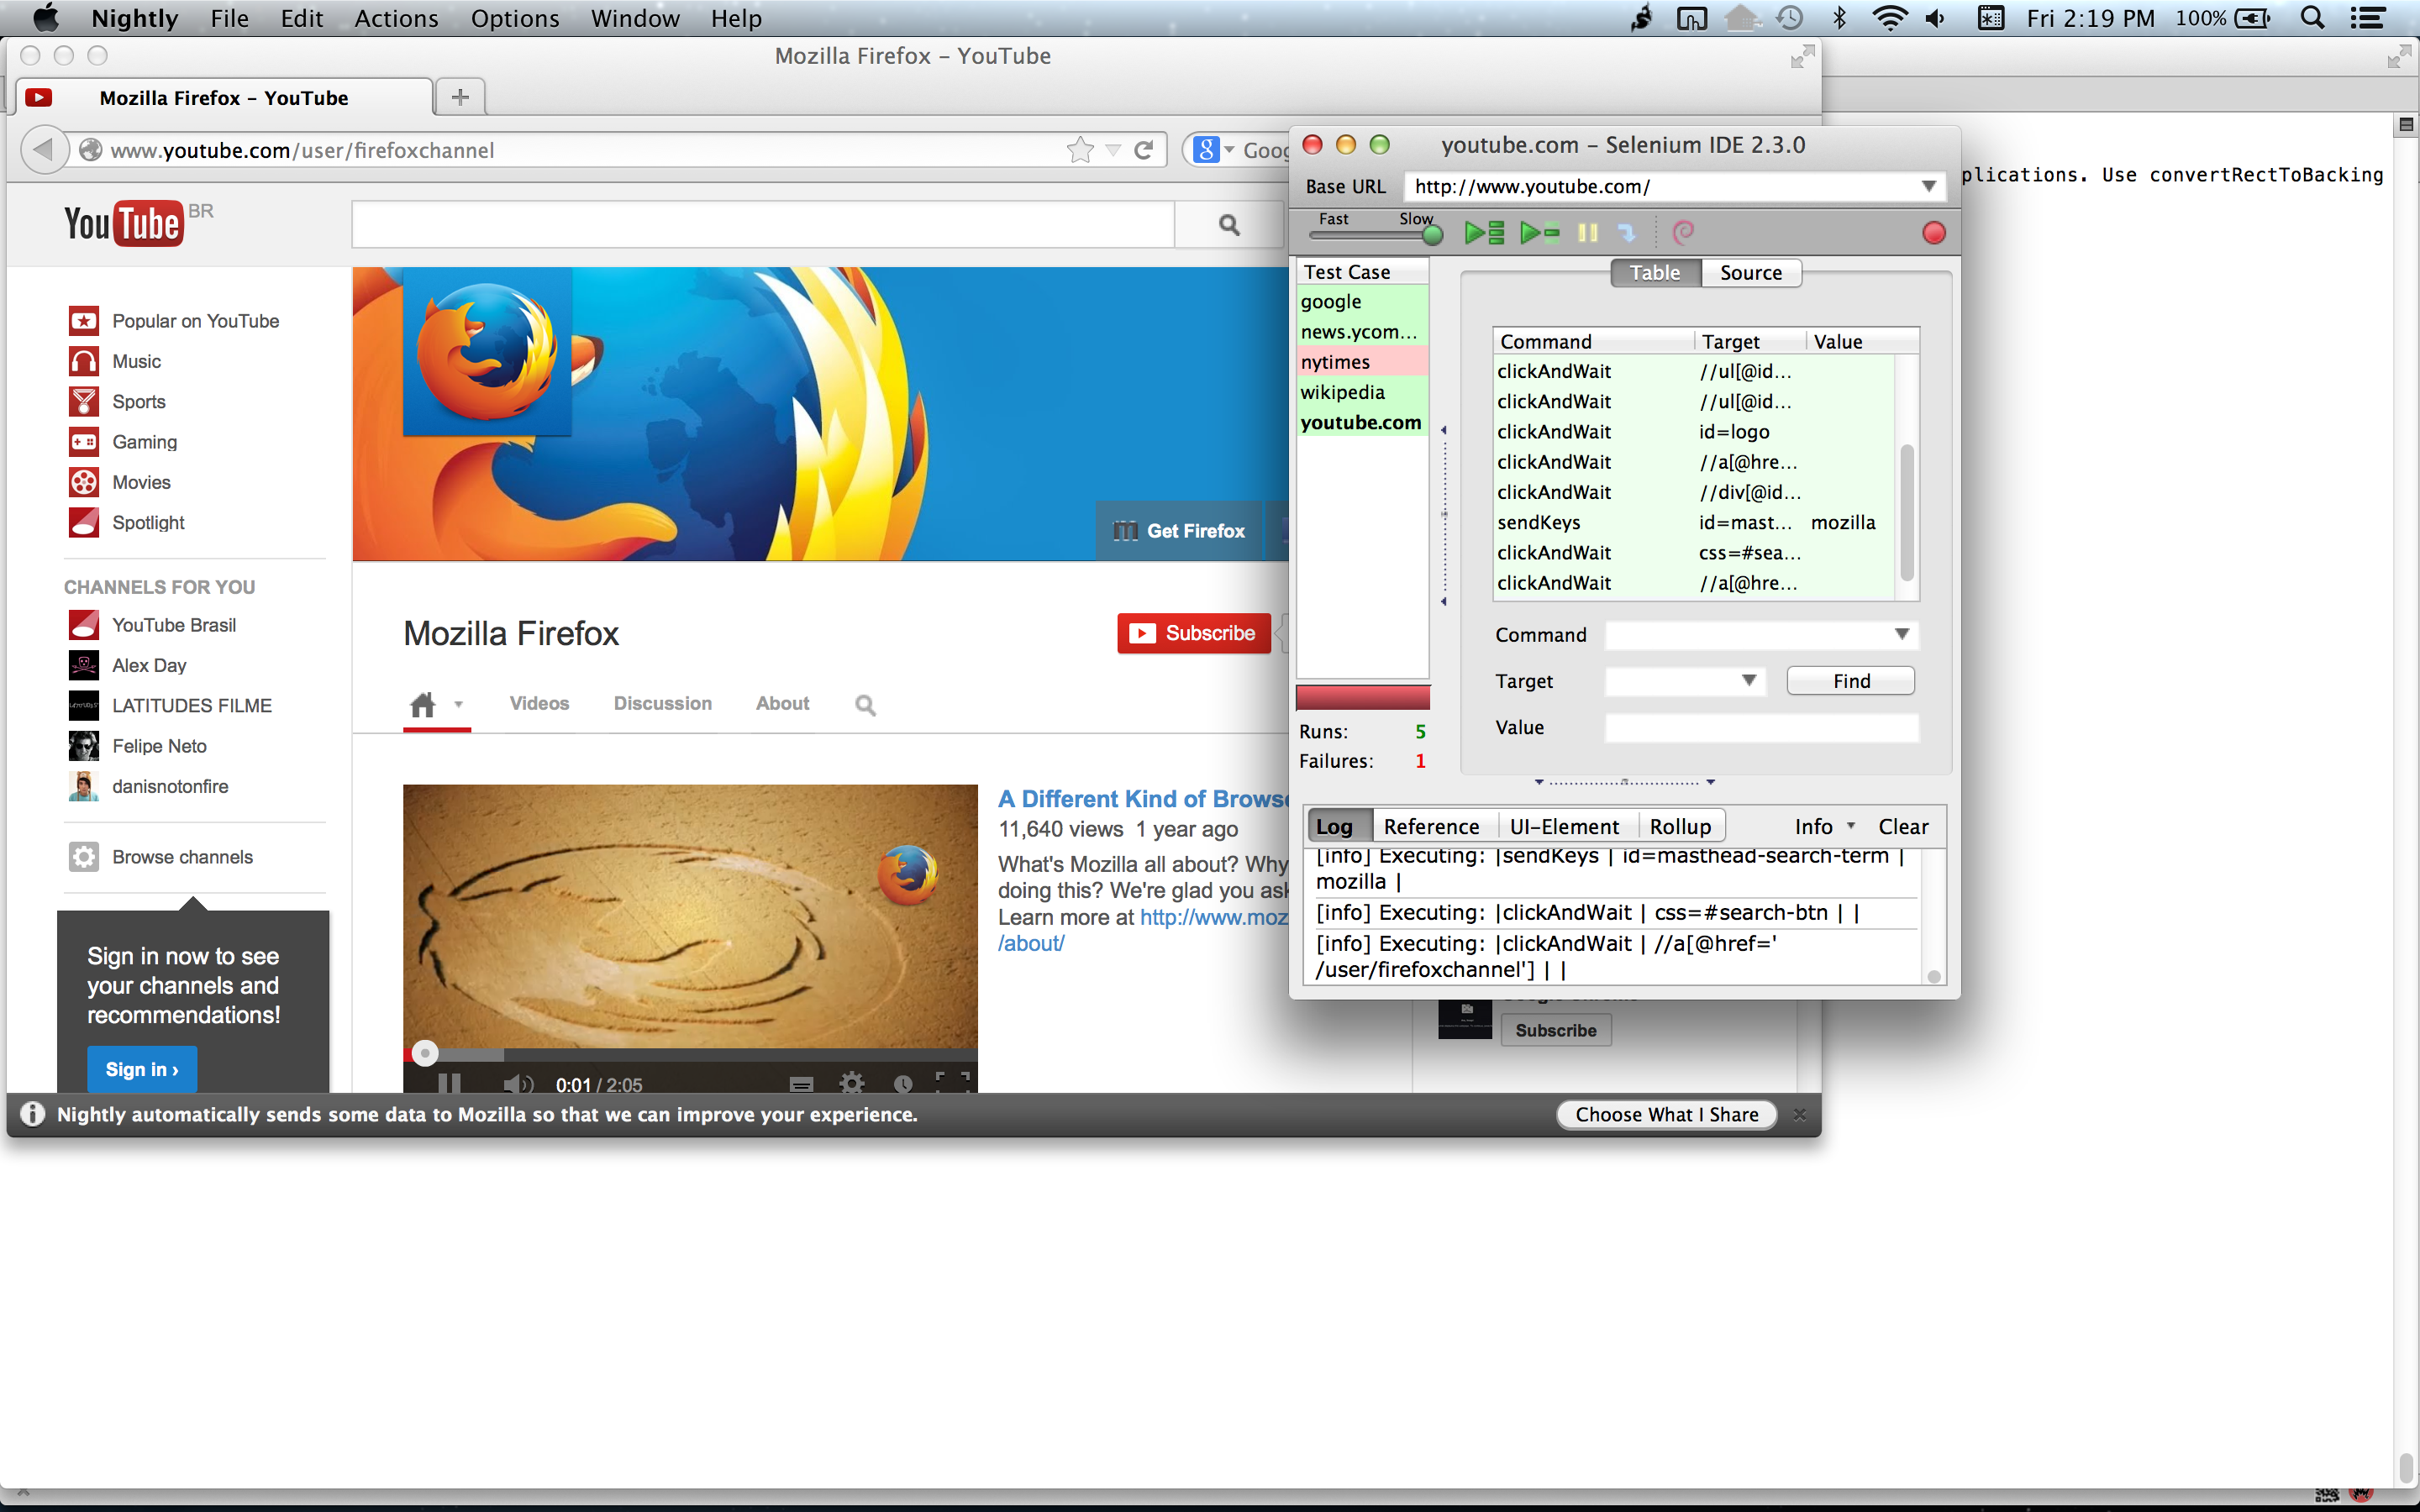 Nightly File Edit Actions Options Window Help
Fri 2:19 PM 100%
Mozilla Firefox – YouTube
Mozilla Firefox – YouTube
www.youtube.com/user/firefoxchannel
YouTube BR
Popular on YouTube
Music
Sports
Gaming
Movies
Spotlight
CHANNELS FOR YOU
YouTube Brasil
Alex Day
LATITUDES FILME
Felipe Neto
danisnotonfire
Browse channels
Sign in now to see
your channels and
recommendations!
Sign in ›
Get Firefox
Mozilla Firefox
Subscribe
Videos Discussion About
A Different Kind of
11,640 views 1 year ago
What's Mozilla all about? Why
doing this? We're glad you
Learn more at http://www.moz
/about/
0:01 / 2:05
Subscribe
Nightly automatically sends some data to Mozilla so that we can improve your experience.
Choose What I Share
youtube.com – Selenium IDE 2.3.0
Base URL http://www.youtube.com/
Fast Slow
Test Case
google
news.ycom...
nytimes
wikipedia
youtube.com
Runs: 5
Failures: 1
Table Source
Command Target Value
clickAndWait //ul[@id...
clickAndWait //ul[@id...
clickAndWait id=logo
clickAndWait //a[@hre...
clickAndWait //div[@id...
sendKeys id=mast... mozilla
clickAndWait css=#sea...
clickAndWait //a[@hre...
Command
Target Find
Value
Log Reference UI-Element Rollup Info Clear
[info] Executing: |sendKeys | id=masthead-search-term |
mozilla |
[info] Executing: |clickAndWait | css=#search-btn | |
[info] Executing: |clickAndWait | //a[@href='
/user/firefoxchannel'] | |
plications. Use convertRectToBacking